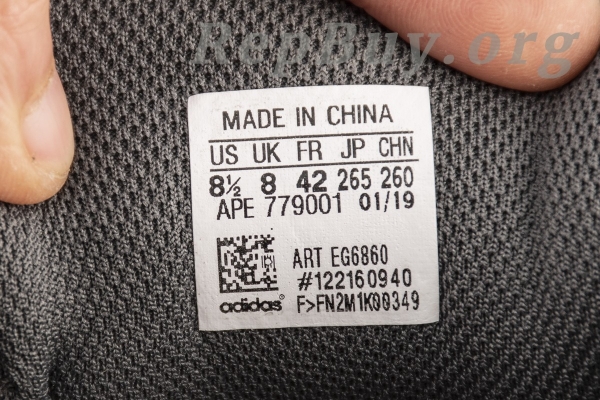 RepBuy.org
MADE IN CHINA
US UK FR JP CHN
8½ 8 42 265 260
APE 779001 01/19
ART EG6860
#122160940
adidas F>FN2M1K00349